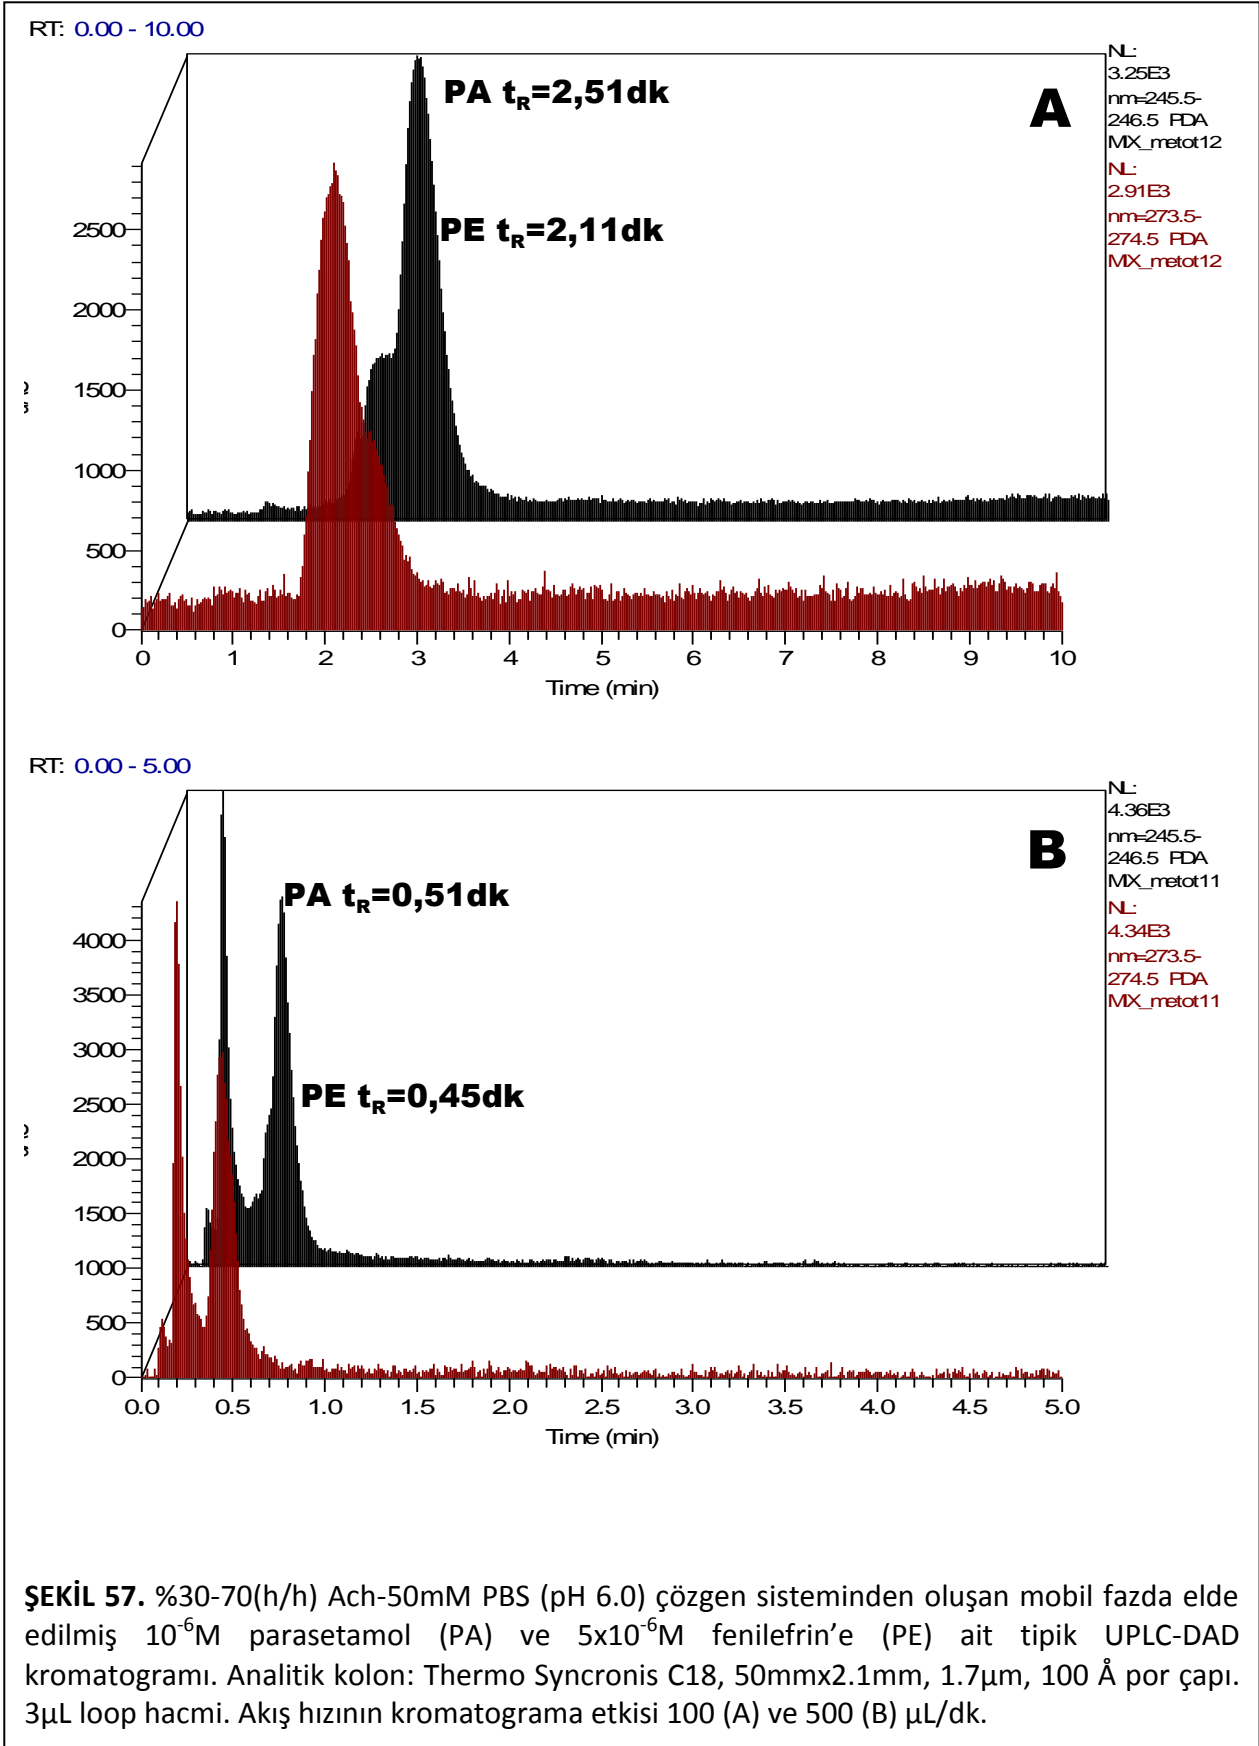 RT: 0.00 - 10.00
NL:
3.25E3
nm=245.5-
246.5 PDA
MIX_metot12
NL:
2.91E3
nm=273.5-
274.5 PDA
MIX_metot12
A
PA tR=2,51dk
PE tR=2,11dk
2500
2000
1500
1000
500
0
0 1 2 3 4 5 6 7 8 9 10
Time (min)
RT: 0.00 - 5.00
NL:
4.36E3
nm=245.5-
246.5 PDA
MIX_metot11
NL:
4.34E3
nm=273.5-
274.5 PDA
MIX_metot11
B
PA tR=0,51dk
PE tR=0,45dk
4000
3500
3000
2500
2000
1500
1000
500
0
0.0 0.5 1.0 1.5 2.0 2.5 3.0 3.5 4.0 4.5 5.0
Time (min)
ŞEKİL 57. %30-70(h/h) Ach-50mM PBS (pH 6.0) çözgen sisteminden oluşan mobil fazda elde
edilmiş 10⁻⁶M parasetamol (PA) ve 5x10⁻⁶M fenilefrin’e (PE) ait tipik UPLC-DAD
kromatogramı. Analitik kolon: Thermo Syncronis C18, 50mmx2.1mm, 1.7µm, 100 Å por çapı.
3µL loop hacmi. Akış hızının kromatograma etkisi 100 (A) ve 500 (B) µL/dk.